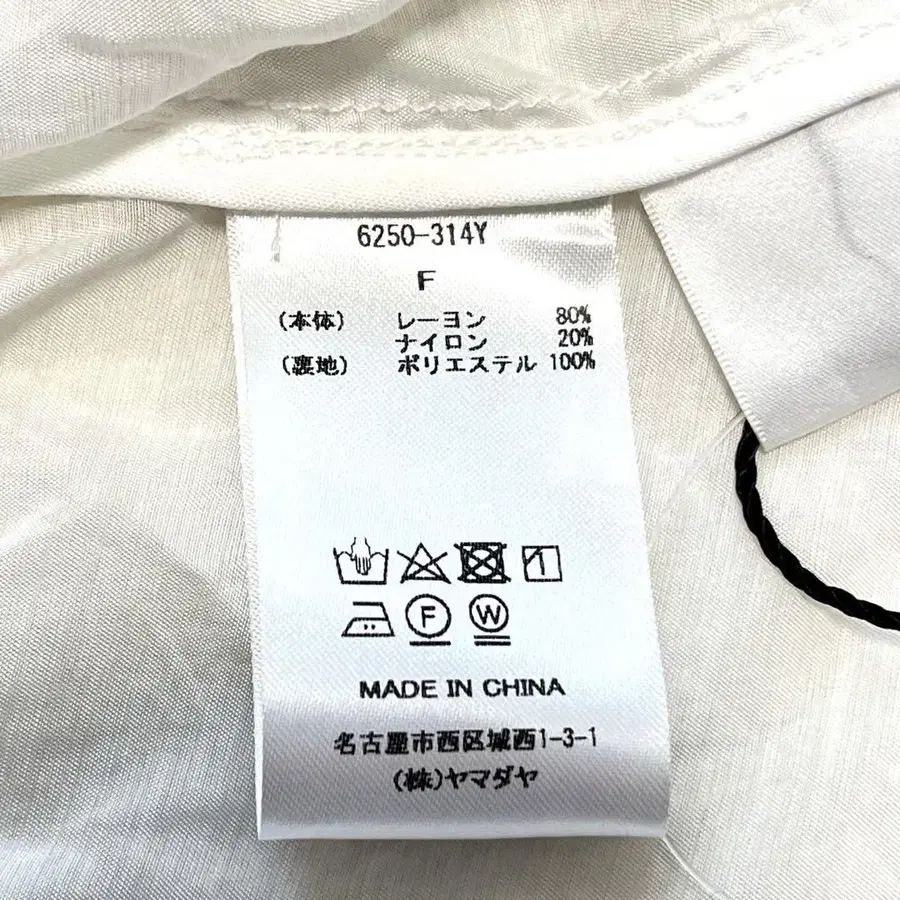 6250-314Y
F
(本体) レーヨン 80%
ナイロン 20%
(裏地) ポリエステル 100%
F W
MADE IN CHINA
名古屋市西区城西1-3-1
(株)ヤマダヤ